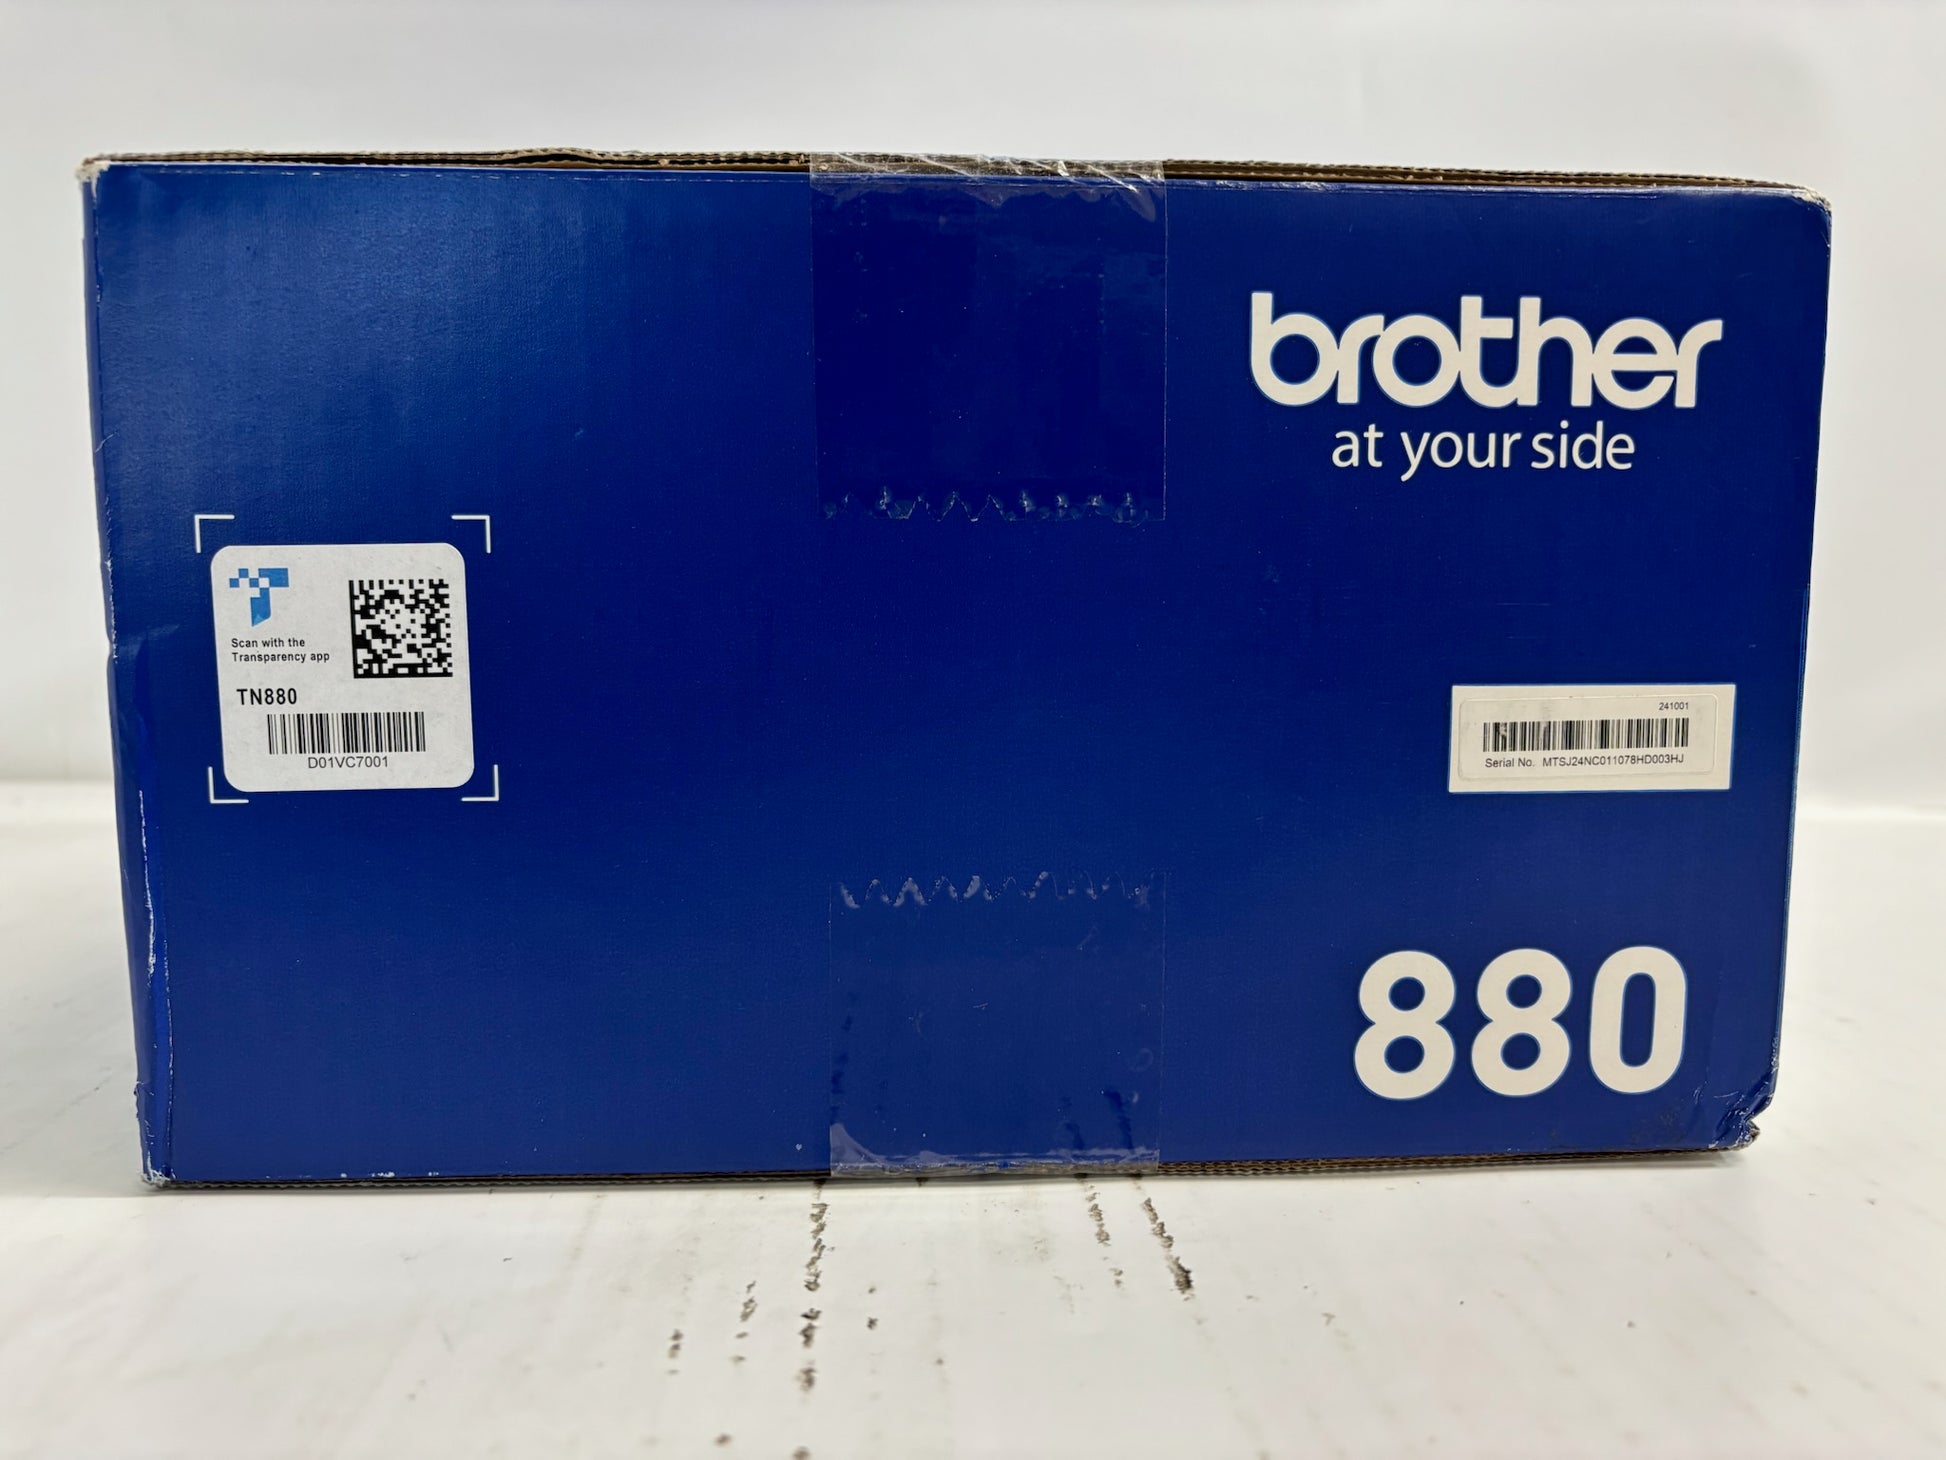 brother
at your side
Scan with the
Transparency app
TN880
D01VC7001
241001
Serial No. MTSJ24NC011078HD003HJ
880